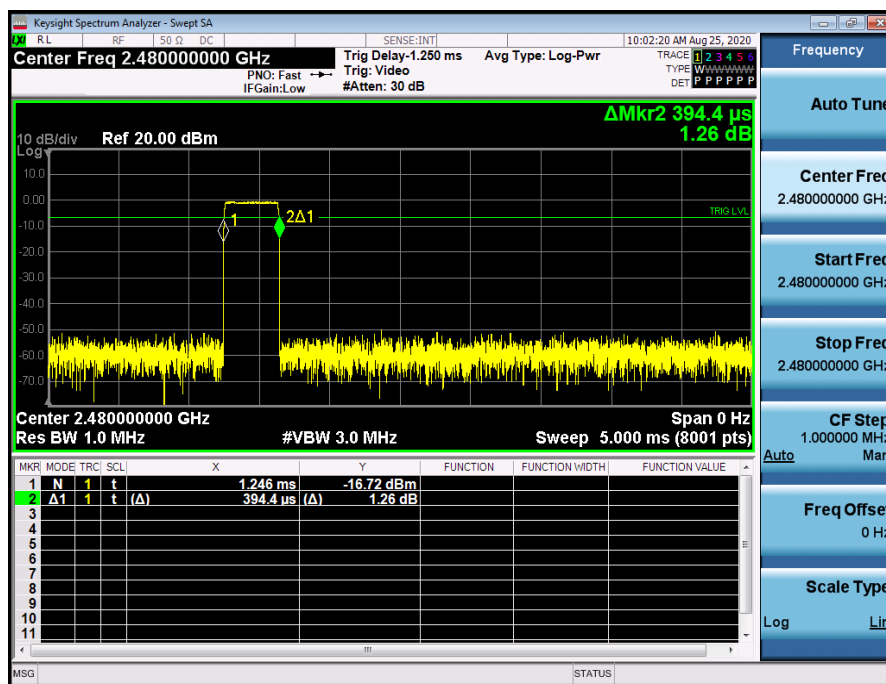 Keysight Spectrum Analyzer - Swept SA
LXI RL RF 50 Ω DC SENSE:INT 10:02:20 AM Aug 25, 2020
Center Freq 2.480000000 GHz
PNO: Fast
IFGain:Low
Trig Delay-1.250 ms
Trig: Video
#Atten: 30 dB
Avg Type: Log-Pwr
TRACE 1 2 3 4 5 6
TYPE WWWWWW
DET P P P P P P
ΔMkr2 394.4 µs
1.26 dB
10 dB/div Ref 20.00 dBm
Log
10.0
0.00
-10.0
-20.0
-30.0
-40.0
-50.0
-60.0
-70.0
1
2Δ1
TRIG LVL
Center 2.480000000 GHz Span 0 Hz
Res BW 1.0 MHz #VBW 3.0 MHz Sweep 5.000 ms (8001 pts)
MKR MODE TRC SCL X Y FUNCTION FUNCTION WIDTH FUNCTION VALUE
1 N 1 t 1.246 ms -16.72 dBm
2 Δ1 1 t (Δ) 394.4 µs (Δ) 1.26 dB
3
4
5
6
7
8
9
10
11
MSG STATUS
Frequency
Auto Tune
Center Freq
2.480000000 GHz
Start Freq
2.480000000 GHz
Stop Freq
2.480000000 GHz
CF Step
1.000000 MHz
Auto Man
Freq Offset
0 Hz
Scale Type
Log Lin